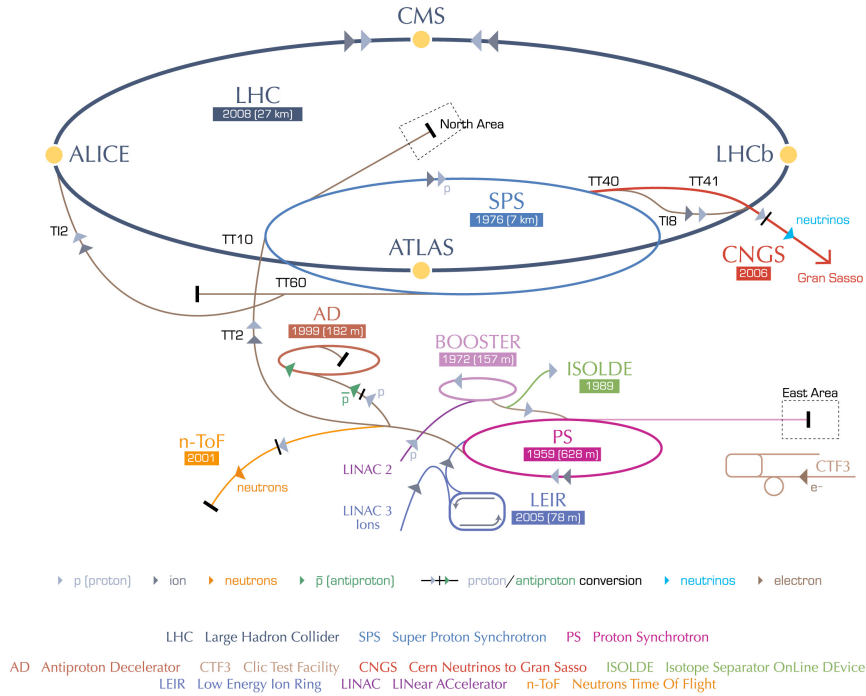 CMS
LHC
2008 (27 km)
North Area
ALICE
LHCb
TT40
TT41
p
SPS
1976 (7 km)
TI8
neutrinos
TI2
TT10
ATLAS
CNGS
2006
Gran Sasso
TT60
AD
1999 (182 m)
TT2
BOOSTER
1972 (157 m)
ISOLDE
1989
p̅
p
East Area
n-ToF
2001
PS
1959 (628 m)
p
LINAC 2
neutrons
CTF3
e-
LEIR
2005 (78 m)
LINAC 3
Ions
p (proton)
ion
neutrons
p̅ (antiproton)
proton/antiproton conversion
neutrinos
electron
LHC Large Hadron Collider SPS Super Proton Synchrotron PS Proton Synchrotron
AD Antiproton Decelerator CTF3 Clic Test Facility CNGS Cern Neutrinos to Gran Sasso ISOLDE Isotope Separator OnLine DEvice
LEIR Low Energy Ion Ring LINAC LINear ACcelerator n-ToF Neutrons Time Of Flight